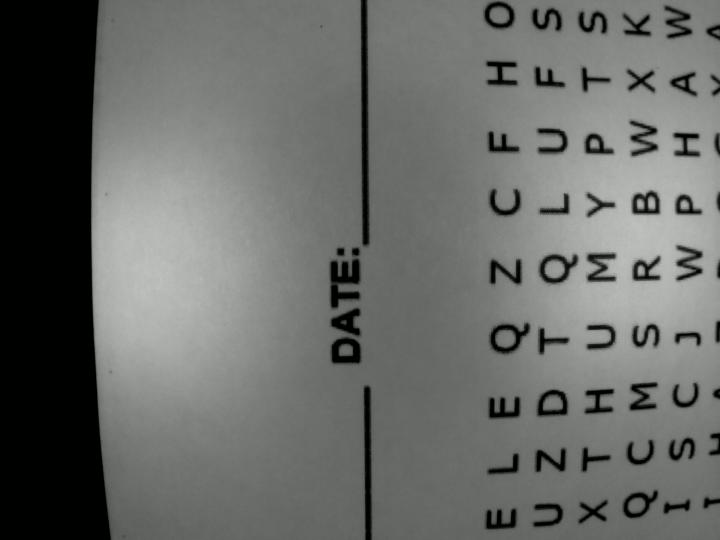 DATE:
E L E Q Z C F H O
U Z D T Q L U F S
X T H U M Y P T S
Q C M S R B W X K
I S C J W P H A W